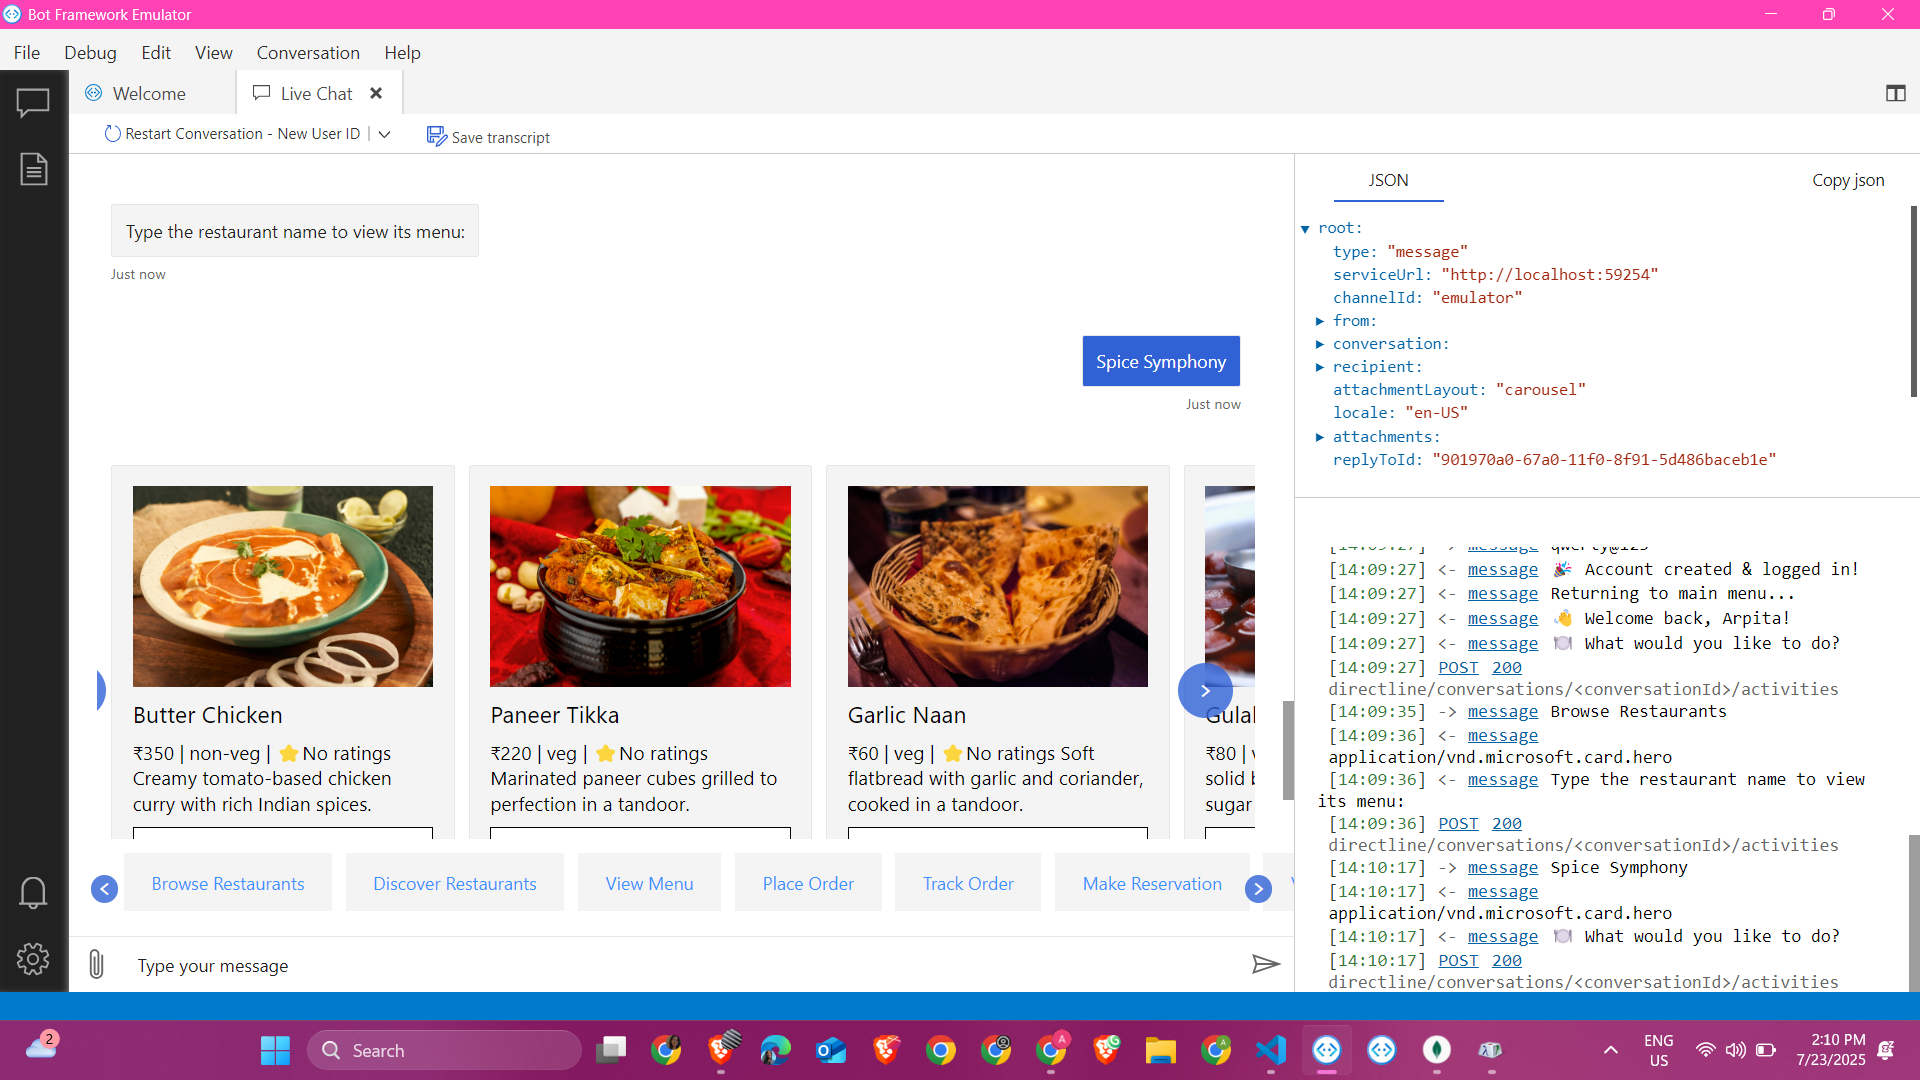 Bot Framework Emulator
File Debug Edit View Conversation Help
Welcome
Live Chat
Restart Conversation - New User ID
Save transcript
Type the restaurant name to view its menu:
Just now
Spice Symphony
Just now
Butter Chicken
₹350 | non-veg | ⭐No ratings
Creamy tomato-based chicken
curry with rich Indian spices.
Paneer Tikka
₹220 | veg | ⭐No ratings
Marinated paneer cubes grilled to
perfection in a tandoor.
Garlic Naan
₹60 | veg | ⭐No ratings Soft
flatbread with garlic and coriander,
cooked in a tandoor.
₹80 |
solid
sugar
Browse Restaurants
Discover Restaurants
View Menu
Place Order
Track Order
Make Reservation
Type your message
JSON
Copy json
root:
type: "message"
serviceUrl: "http://localhost:59254"
channelId: "emulator"
from:
conversation:
recipient:
attachmentLayout: "carousel"
locale: "en-US"
attachments:
replyToId: "901970a0-67a0-11f0-8f91-5d486baceb1e"
[14:09:27] -> message qwerty@123
[14:09:27] <- message 🎉 Account created & logged in!
[14:09:27] <- message Returning to main menu...
[14:09:27] <- message 👋 Welcome back, Arpita!
[14:09:27] <- message 🍽️ What would you like to do?
[14:09:27] POST 200
directline/conversations/<conversationId>/activities
[14:09:35] -> message Browse Restaurants
[14:09:36] <- message
application/vnd.microsoft.card.hero
[14:09:36] <- message Type the restaurant name to view
its menu:
[14:09:36] POST 200
directline/conversations/<conversationId>/activities
[14:10:17] -> message Spice Symphony
[14:10:17] <- message
application/vnd.microsoft.card.hero
[14:10:17] <- message 🍽️ What would you like to do?
[14:10:17] POST 200
directline/conversations/<conversationId>/activities
2
Search
ENG
US
2:10 PM
7/23/2025